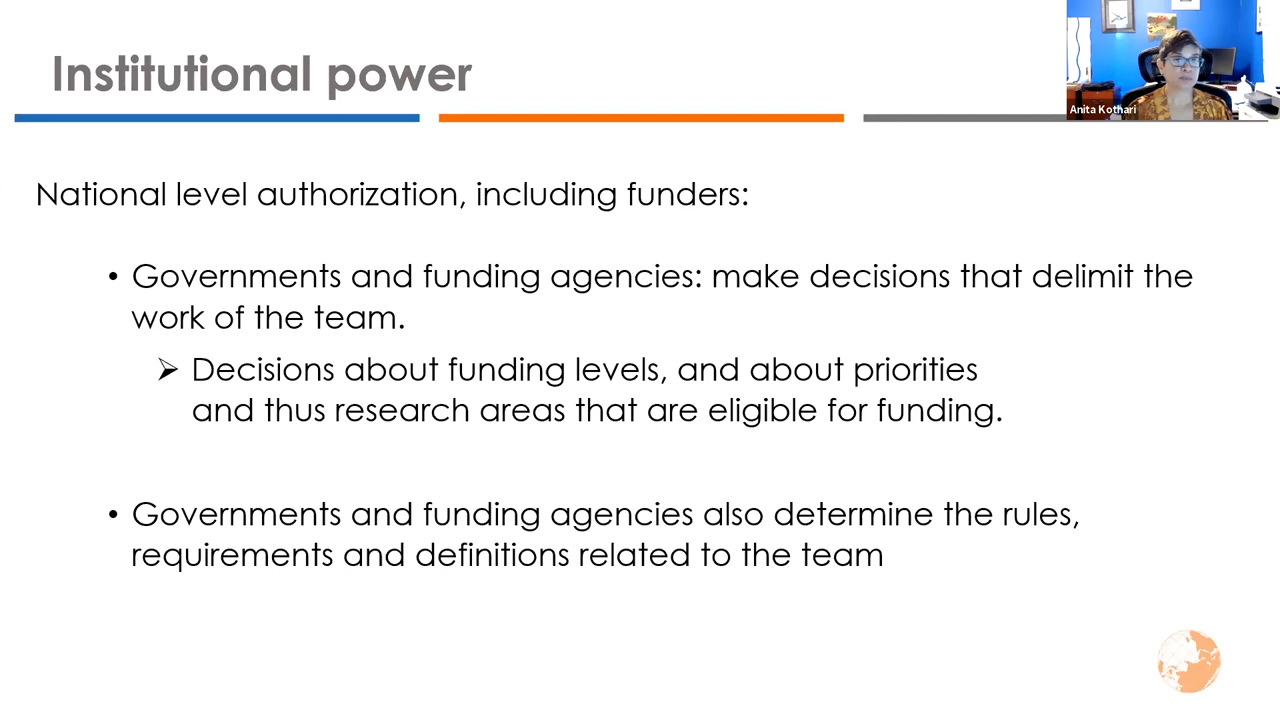 Institutional power
Anita Kothari
National level authorization, including funders:
• Governments and funding agencies: make decisions that delimit the
work of the team.
➢ Decisions about funding levels, and about priorities
and thus research areas that are eligible for funding.
• Governments and funding agencies also determine the rules,
requirements and definitions related to the team